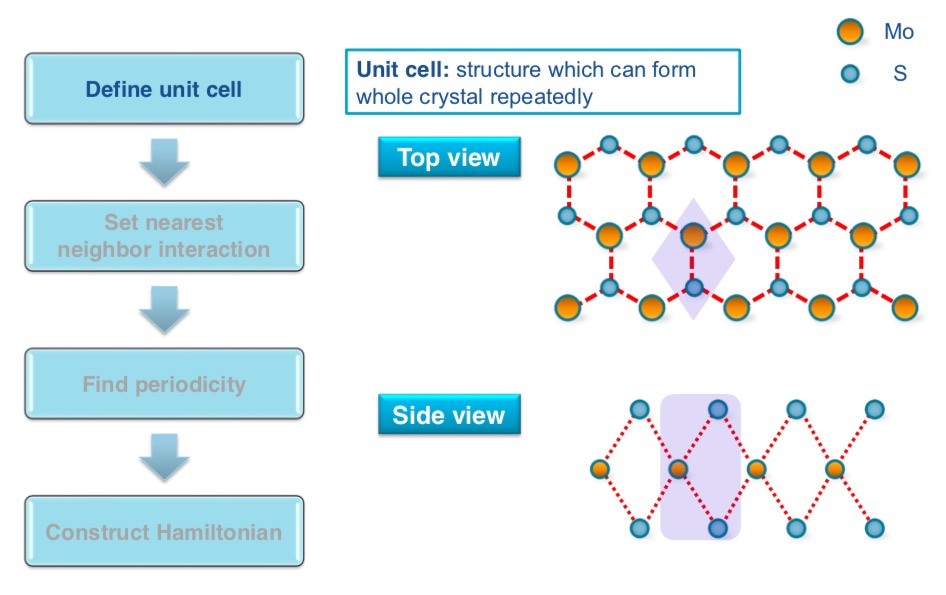 Mo
S
Define unit cell
Unit cell: structure which can form
whole crystal repeatedly
Top view
Set nearest
neighbor interaction
Find periodicity
Side view
Construct Hamiltonian